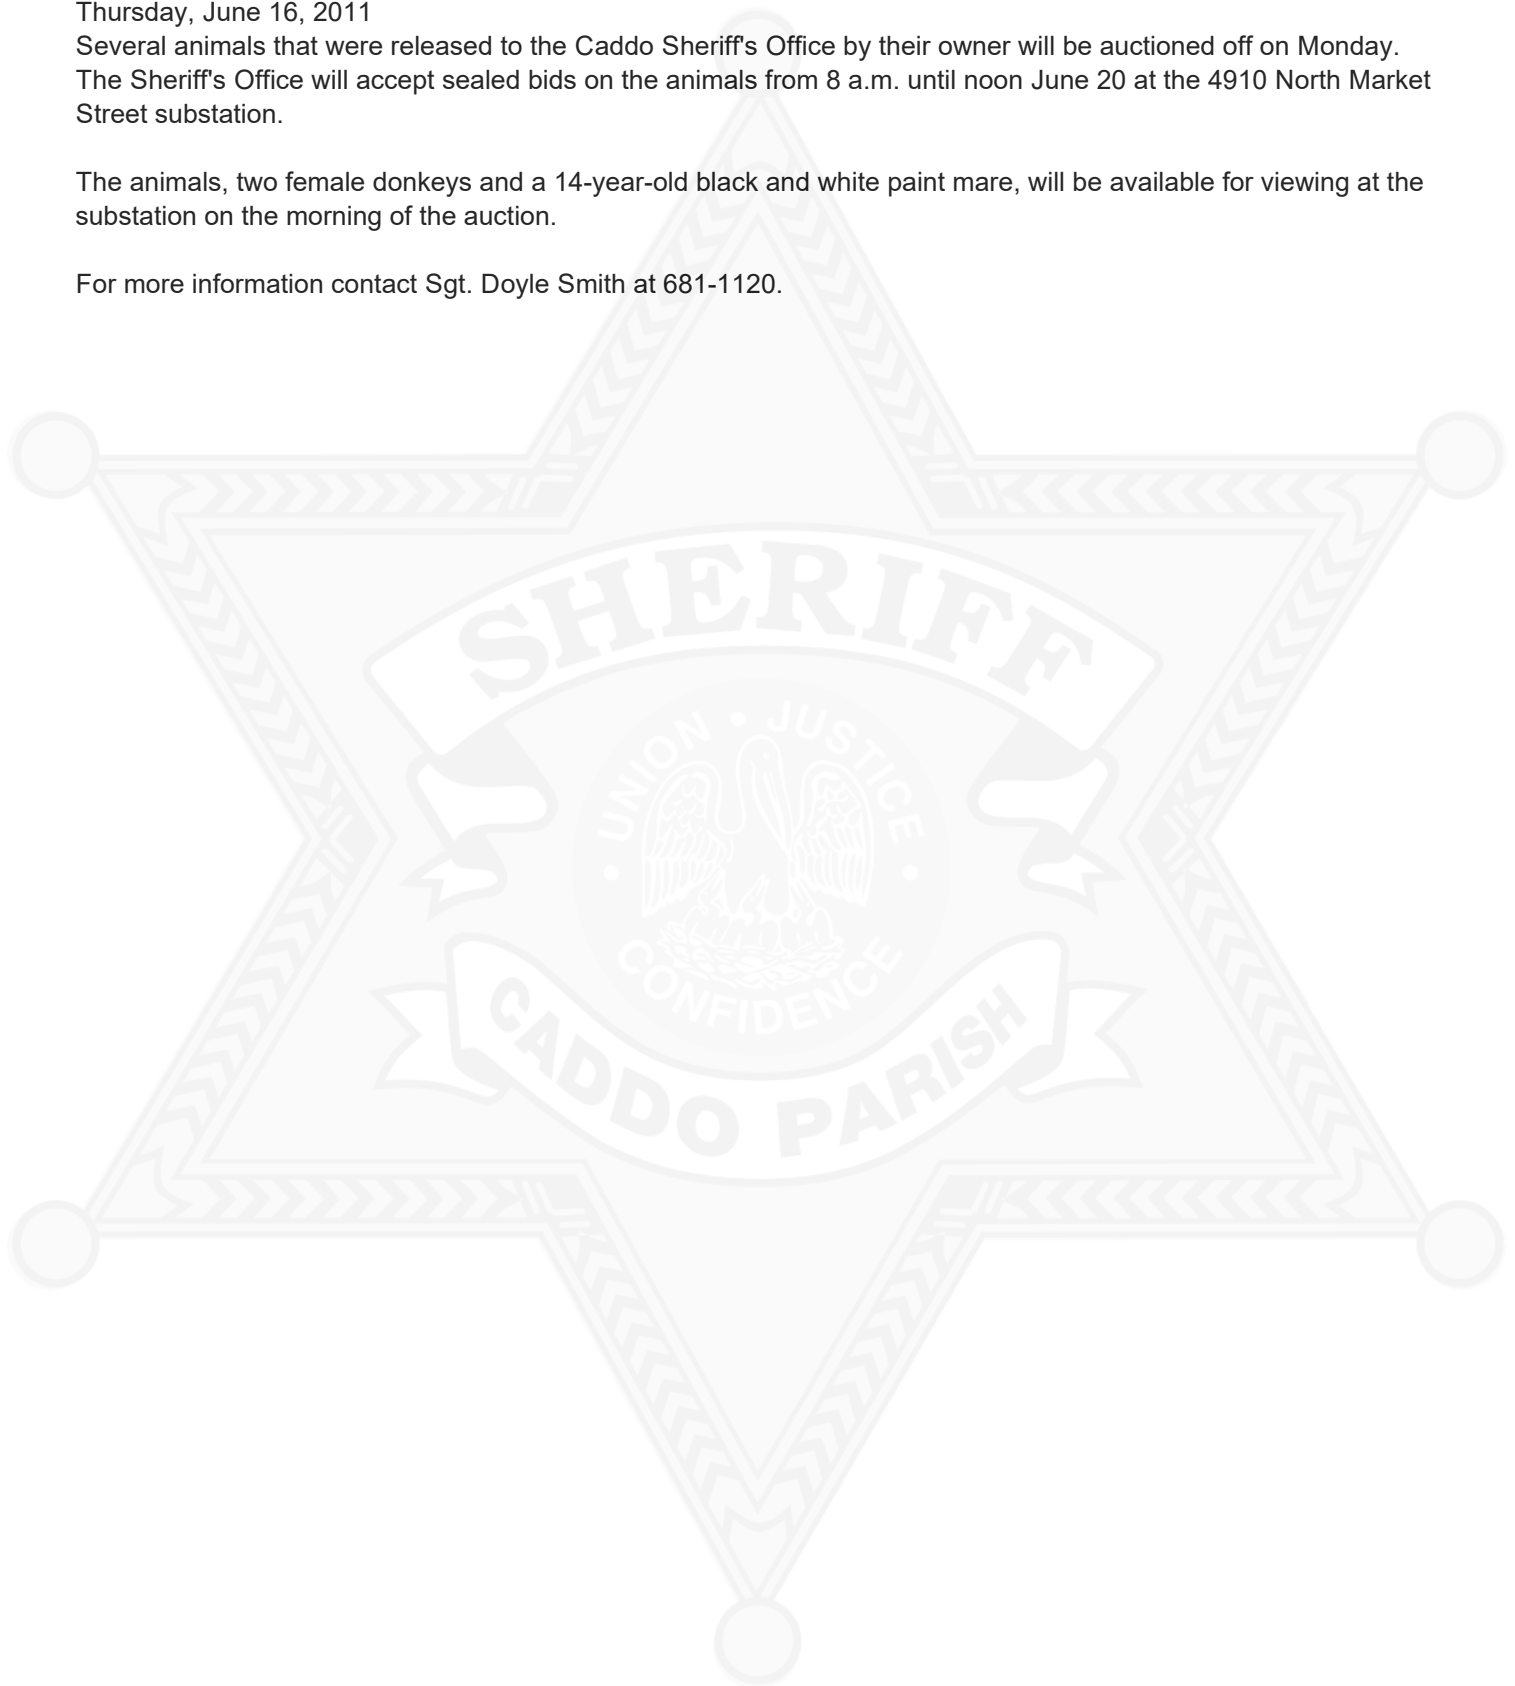 Thursday, June 16, 2011
Several animals that were released to the Caddo Sheriff's Office by their owner will be auctioned off on Monday.
The Sheriff's Office will accept sealed bids on the animals from 8 a.m. until noon June 20 at the 4910 North Market
Street substation.
The animals, two female donkeys and a 14-year-old black and white paint mare, will be available for viewing at the
substation on the morning of the auction.
For more information contact Sgt. Doyle Smith at 681-1120.
SHERIFF
UNION • JUSTICE
• CONFIDENCE •
CADDO PARISH